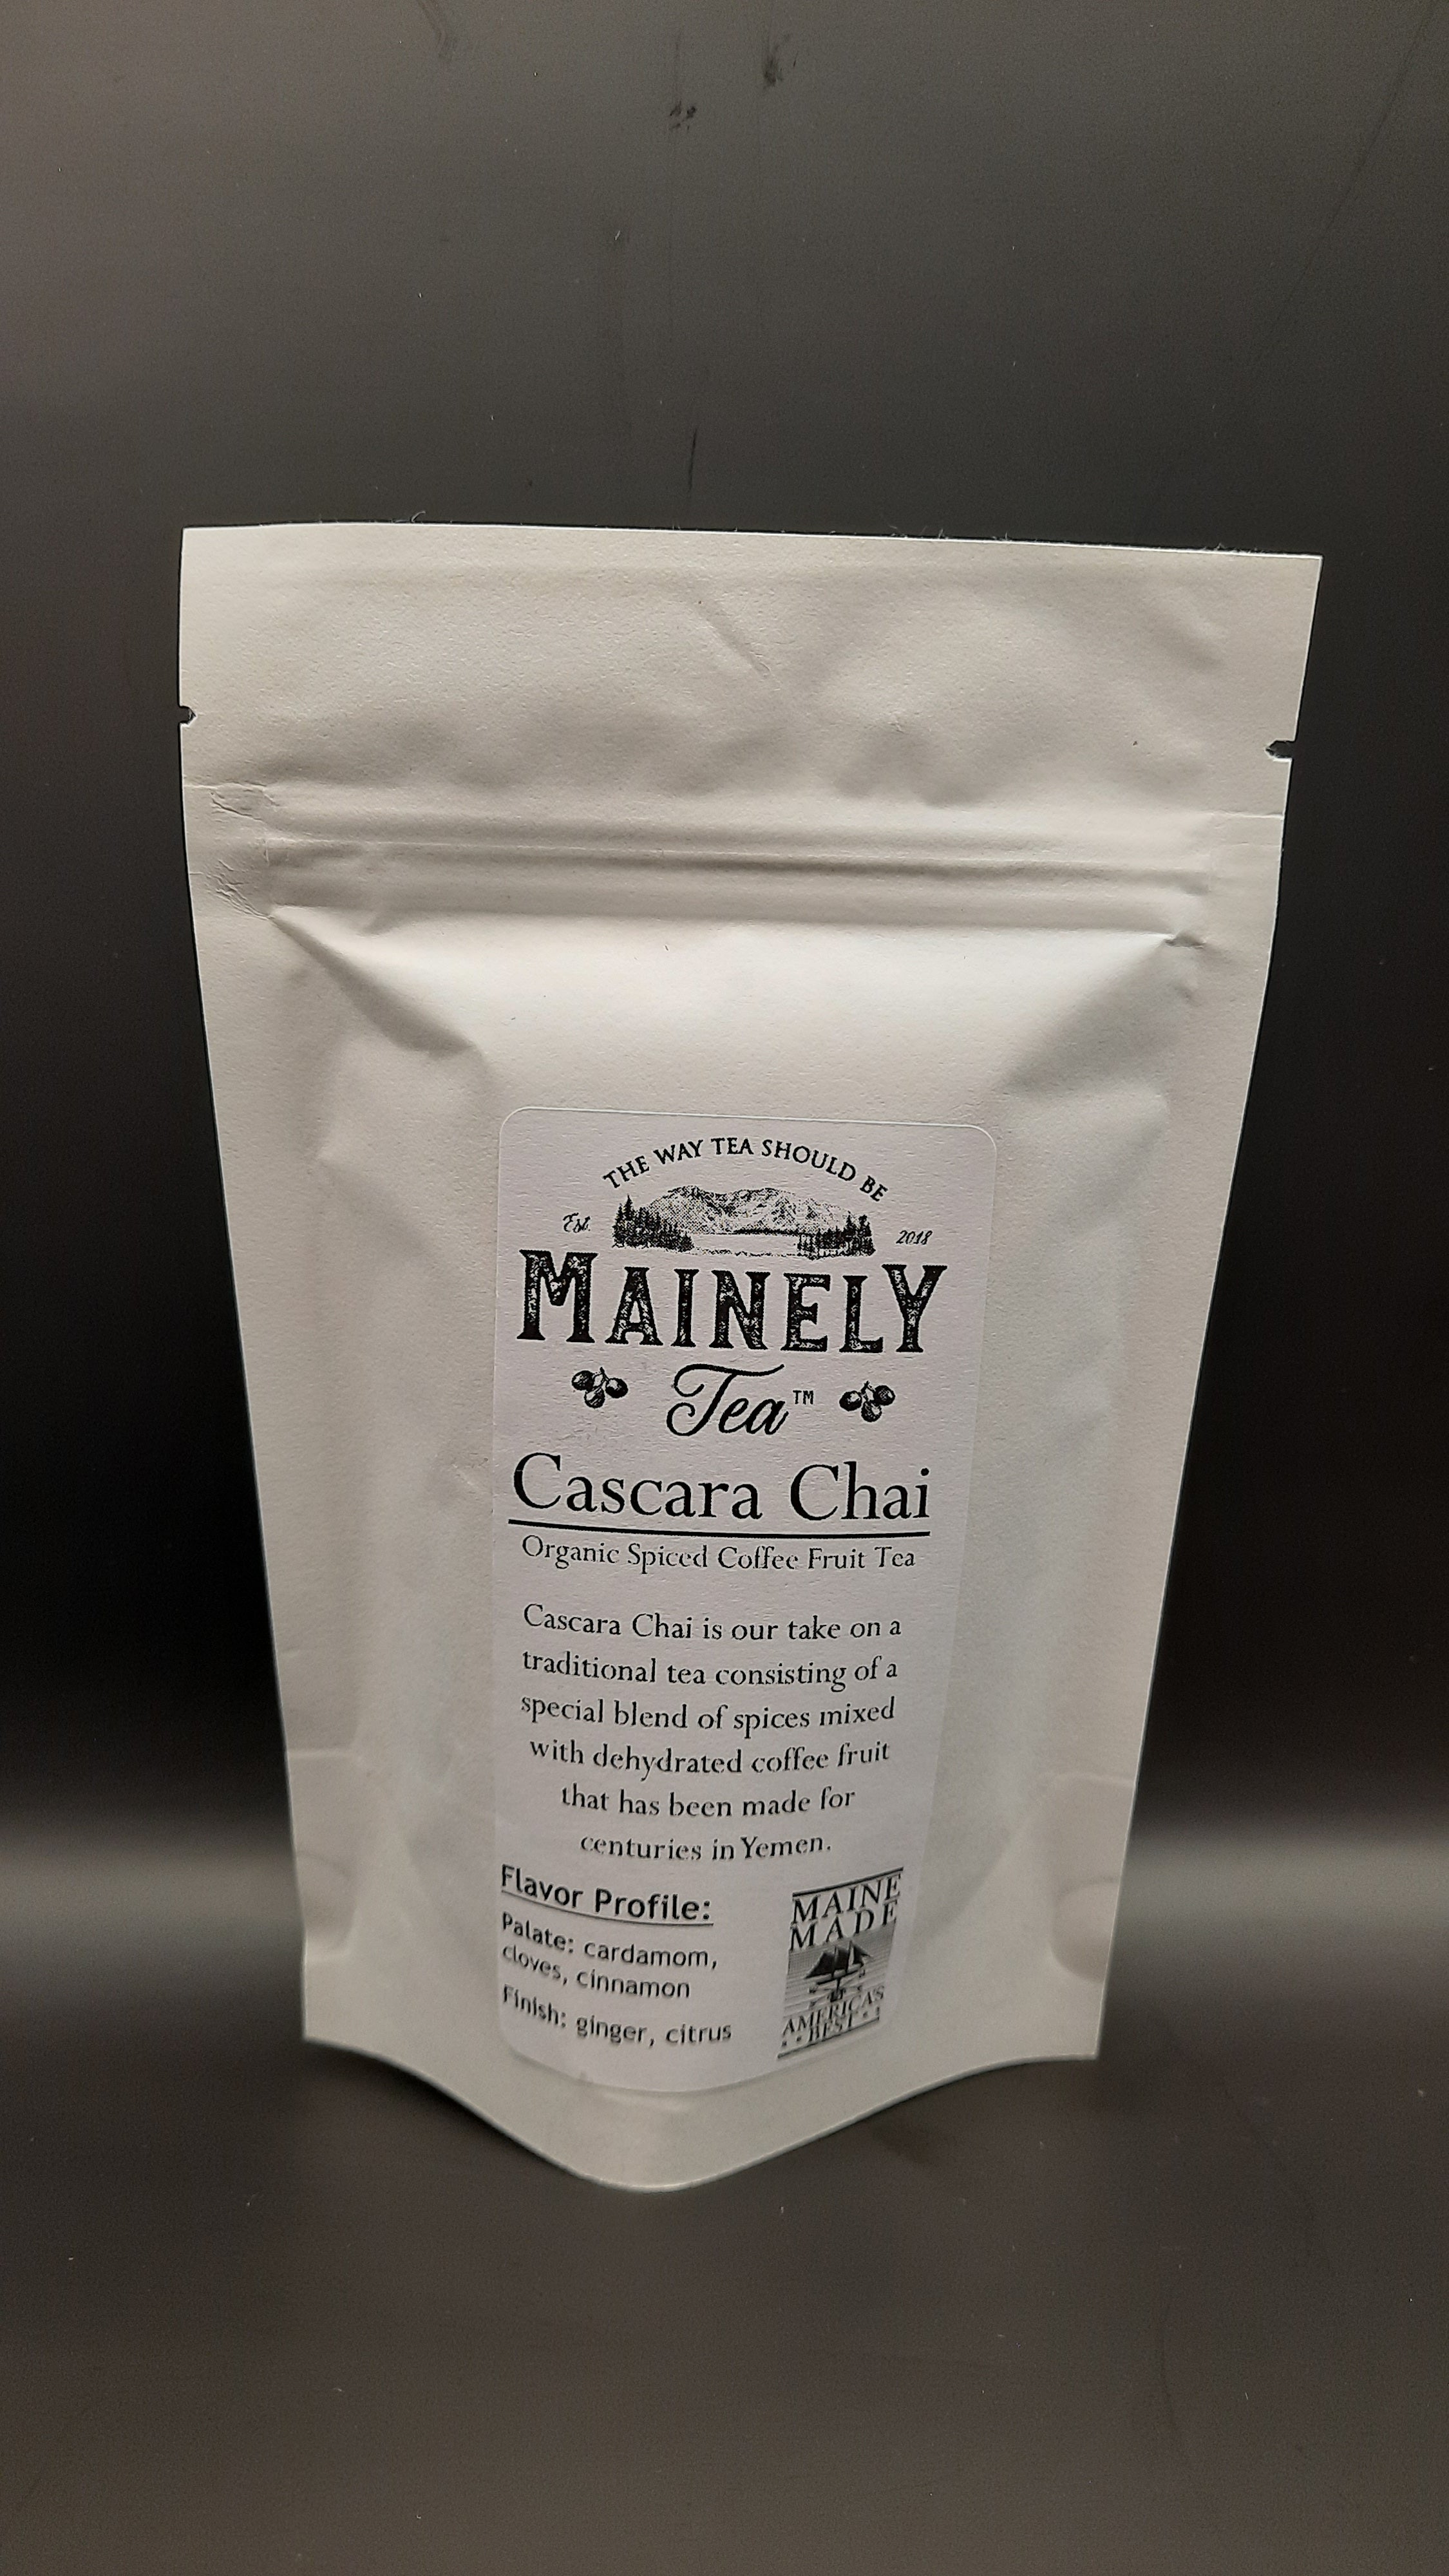 THE WAY TEA SHOULD BE
Est. 2018
MAINELY
Tea™
Cascara Chai
Organic Spiced Coffee Fruit Tea
Cascara Chai is our take on a
traditional tea consisting of a
special blend of spices mixed
with dehydrated coffee fruit
that has been made for
centuries in Yemen.
Flavor Profile:
Palate: cardamom,
cloves, cinnamon
Finish: ginger, citrus
MAINE
MADE
AMERICA'S
BEST